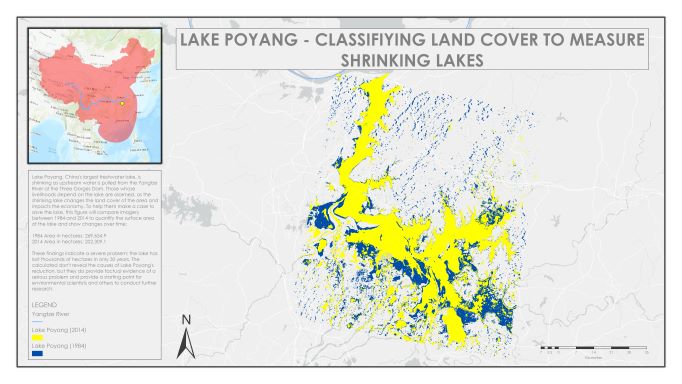 LAKE POYANG - CLASSIFIYING LAND COVER TO MEASURE
SHRINKING LAKES
Lake Poyang, China's largest freshwater lake, is
shrinking as upstream water is pulled from the Yangtze
River at the Three Gorges Dam. Those whose
livelihoods depend on the lake are alarmed, as the
shrinking lake changes the land cover of the area and
impacts the economy. To help them make a case to
save the lake, this figure will compare imagery
between 1984 and 2014 to quantify the surface area
of the lake and show changes over time.
1984 Area in hectares:
2014 Area in hectares:
These findings indicate a severe problem: the lake has
lost thousands of hectares in only 30 years. The
calculated don't reveal the causes of Lake Poyang's
reduction, but they do provide factual evidence of a
serious problem and provide a starting point for
environmental scientists and others to conduct further
research.
LEGEND
Yangtze River
Lake Poyang (2014)
Lake Poyang (1984)
N